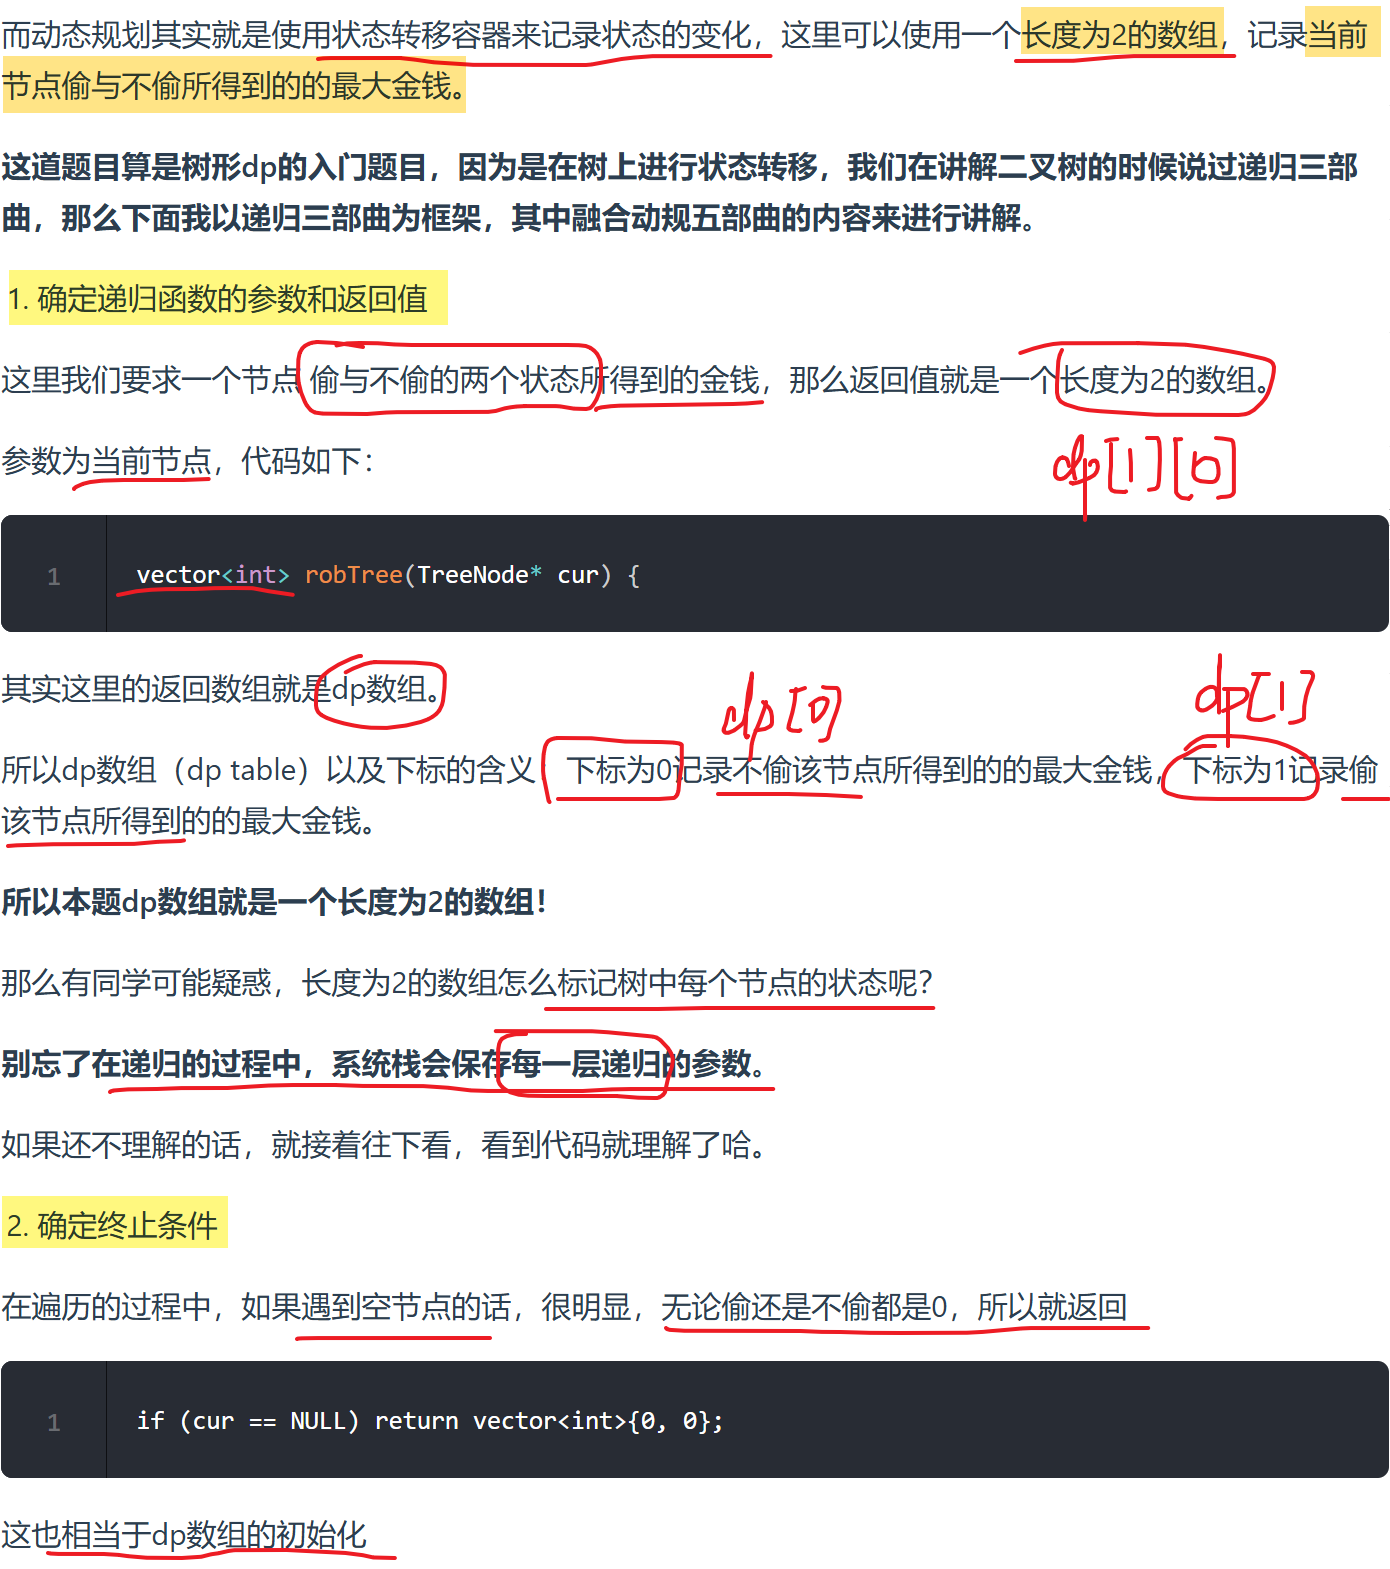 而动态规划其实就是使用状态转移容器来记录状态的变化，这里可以使用一个长度为2的数组，记录当前
节点偷与不偷所得到的的最大金钱。
这道题目算是树形dp的入门题目，因为是在树上进行状态转移，我们在讲解二叉树的时候说过递归三部
曲，那么下面我以递归三部曲为框架，其中融合动规五部曲的内容来进行讲解。
1. 确定递归函数的参数和返回值
这里我们要求一个节点 偷与不偷的两个状态所得到的金钱，那么返回值就是一个长度为2的数组。
参数为当前节点，代码如下：
dp[1][0]
1 vector<int> robTree(TreeNode* cur) {
其实这里的返回数组就是dp数组。
dp[0] dp[1]
所以dp数组（dp table）以及下标的含义：下标为0记录不偷该节点所得到的的最大金钱，下标为1记录偷
该节点所得到的的最大金钱。
所以本题dp数组就是一个长度为2的数组！
那么有同学可能疑惑，长度为2的数组怎么标记树中每个节点的状态呢？
别忘了在递归的过程中，系统栈会保存每一层递归的参数。
如果还不理解的话，就接着往下看，看到代码就理解了哈。
2. 确定终止条件
在遍历的过程中，如果遇到空节点的话，很明显，无论偷还是不偷都是0，所以就返回
1 if (cur == NULL) return vector<int>{0, 0};
这也相当于dp数组的初始化